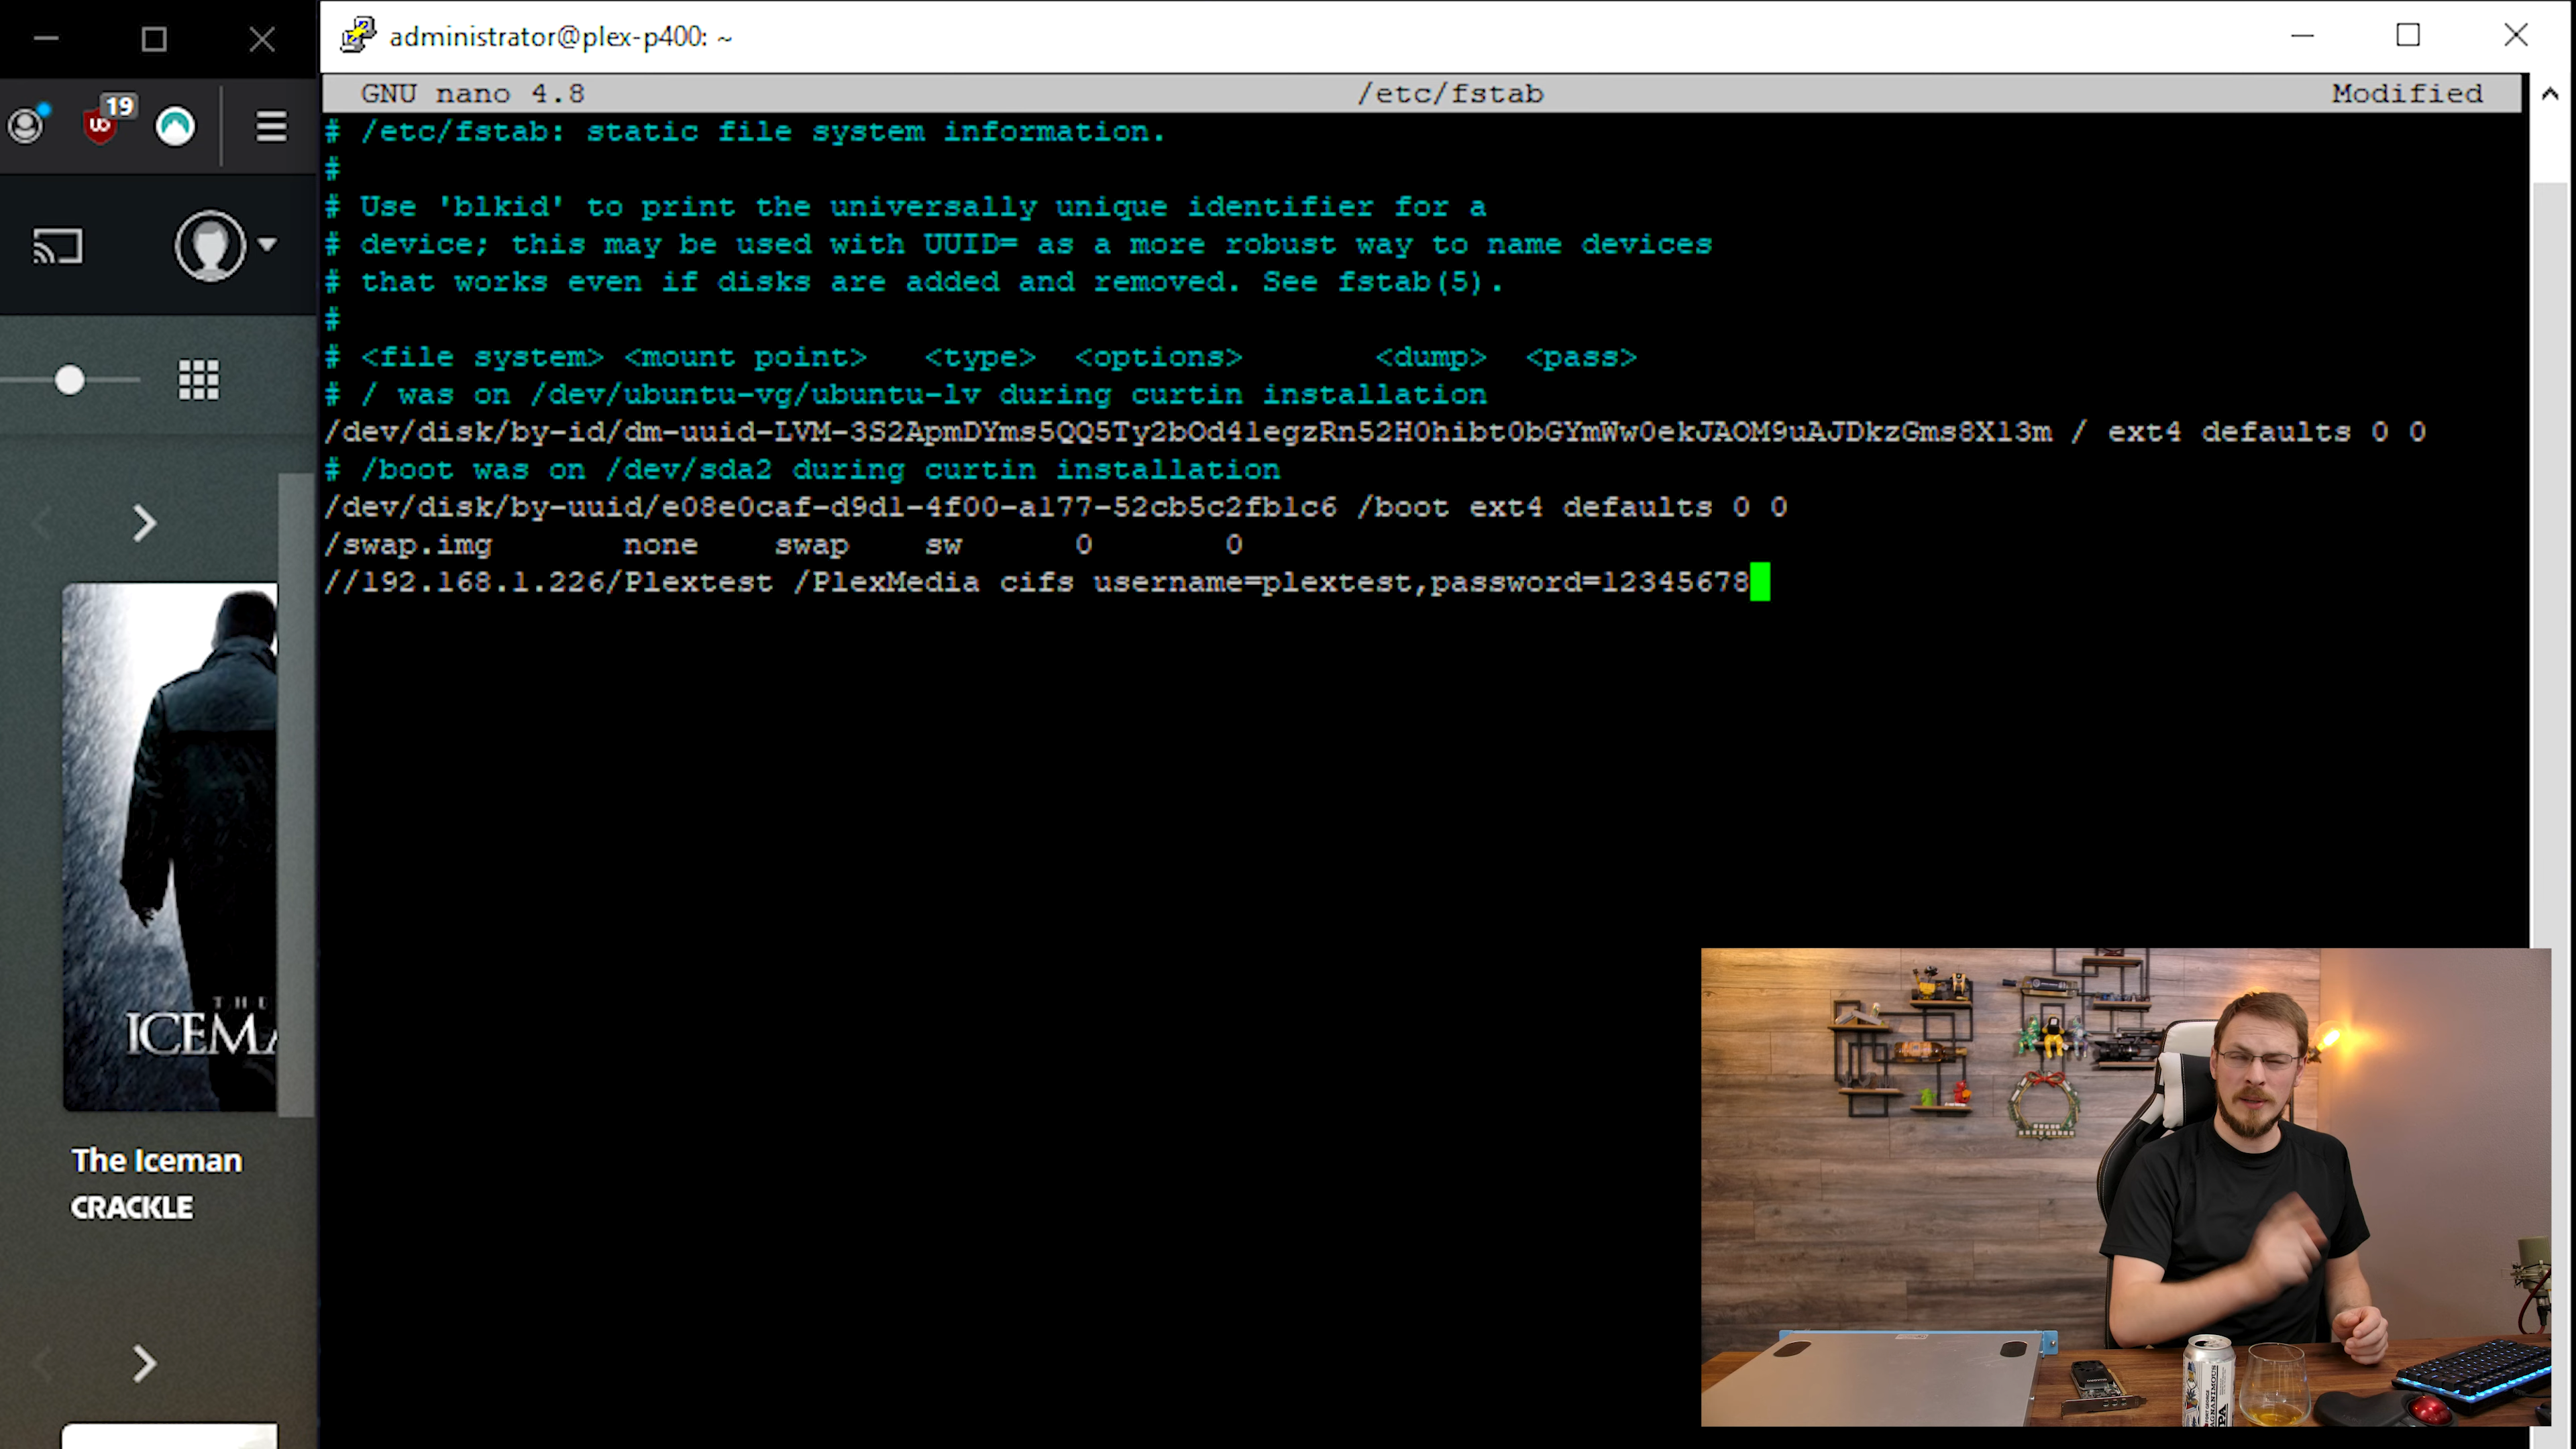 administrator@plex-p400: ~
GNU nano 4.8 /etc/fstab Modified
# /etc/fstab: static file system information.
#
# Use 'blkid' to print the universally unique identifier for a
# device; this may be used with UUID= as a more robust way to name devices
# that works even if disks are added and removed. See fstab(5).
#
# <file system> <mount point> <type> <options> <dump> <pass>
# / was on /dev/ubuntu-vg/ubuntu-lv during curtin installation
/dev/disk/by-id/dm-uuid-LVM-3S2ApmDYms5QQ5Ty2bOd4legzRn52H0hibt0bGYmWw0ekJAOM9uAJDkzGms8Xl3m / ext4 defaults 0 0
# /boot was on /dev/sda2 during curtin installation
/dev/disk/by-uuid/e08e0caf-d9d1-4f00-a177-52cb5c2fb1c6 /boot ext4 defaults 0 0
/swap.img none swap sw 0 0
//192.168.1.226/Plextest /PlexMedia cifs username=plextest,password=12345678
19
THE
ICEMA
The Iceman
CRACKLE